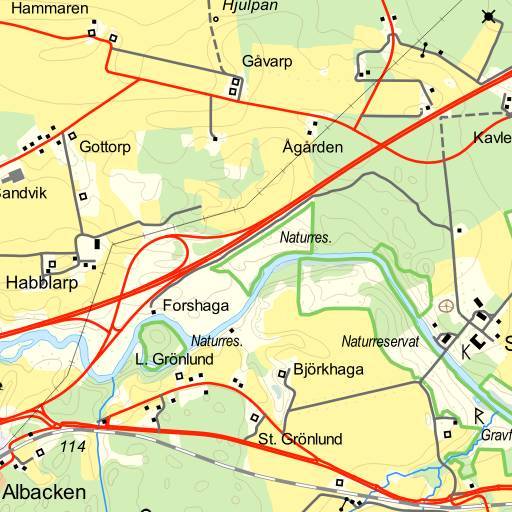 Hammaren
Hjulpan
Gåvarp
Gottorp
Ågården
Kavle
Sandvik
Naturres.
Habblarp
Forshaga
Naturres.
Naturreservat
L. Grönlund
Björkhaga
114
St. Grönlund
Gravf
Albacken